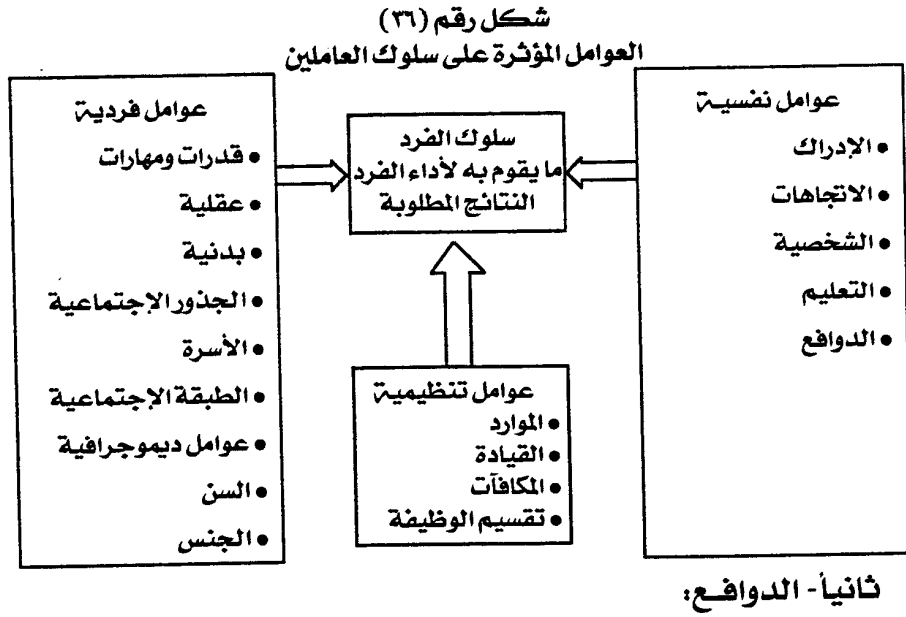 شكل رقم (٣٦)
العوامل المؤثرة على سلوك العاملين
عوامل نفسية
• الإدراك
• الاتجاهات
• الشخصية
• التعليم
• الدوافع
سلوك الفرد
ما يقوم به لأداء الفرد
النتائج المطلوبة
عوامل فردية
• قدرات ومهارات
• عقلية
• بدنية
• الجذور الإجتماعية
• الأسرة
• الطبقة الإجتماعية
• عوامل ديموجرافية
• السن
• الجنس
عوامل تنظيمية
• الموارد
• القيادة
• المكافآت
• تقسيم الوظيفة
ثانياً - الدوافع: